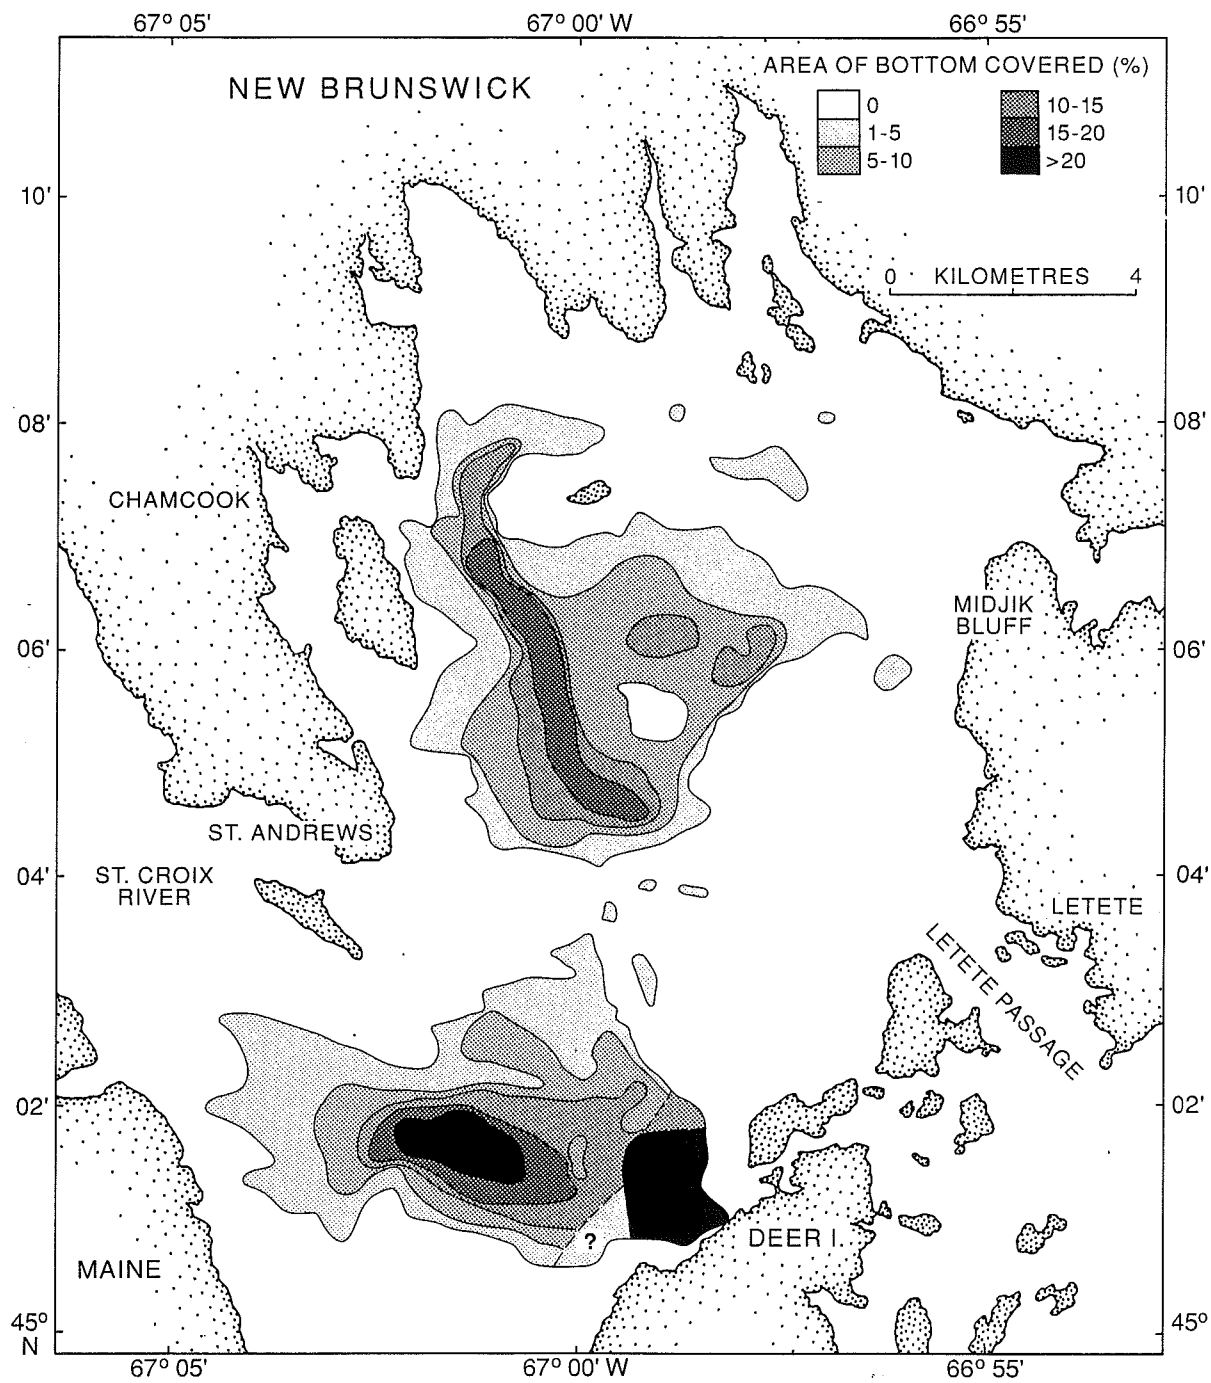 67° 05'
67° 00' W
66° 55'
NEW BRUNSWICK
AREA OF BOTTOM COVERED (%)
0
10-15
1-5
15-20
5-10
>20
10'
10'
0 KILOMETRES 4
08'
08'
CHAMCOOK
MIDJIK
BLUFF
06'
06'
ST. ANDREWS
04'
04'
ST. CROIX
RIVER
LETETE
LETETE PASSAGE
02'
02'
?
DEER I.
MAINE
45°
N
45°
67° 05'
67° 00' W
66° 55'